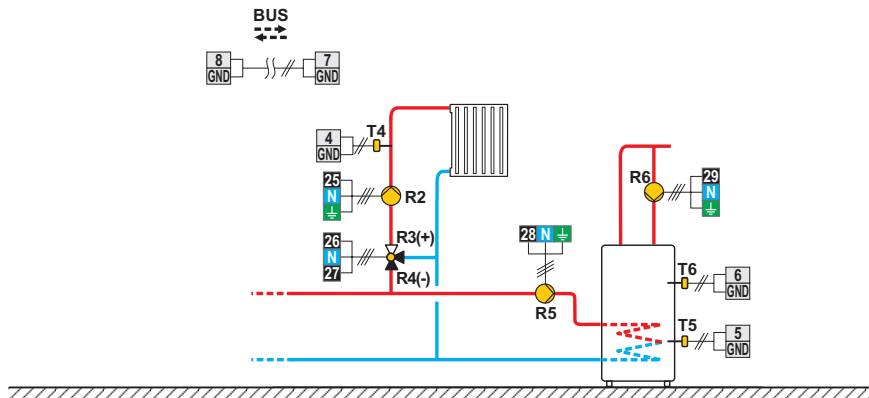 BUS
8
GND
7
GND
4
GND
T4
25
N
R2
26
N
27
R3(+)
R4(-)
28 N
R5
R6
29
N
T6
6
GND
T5
5
GND